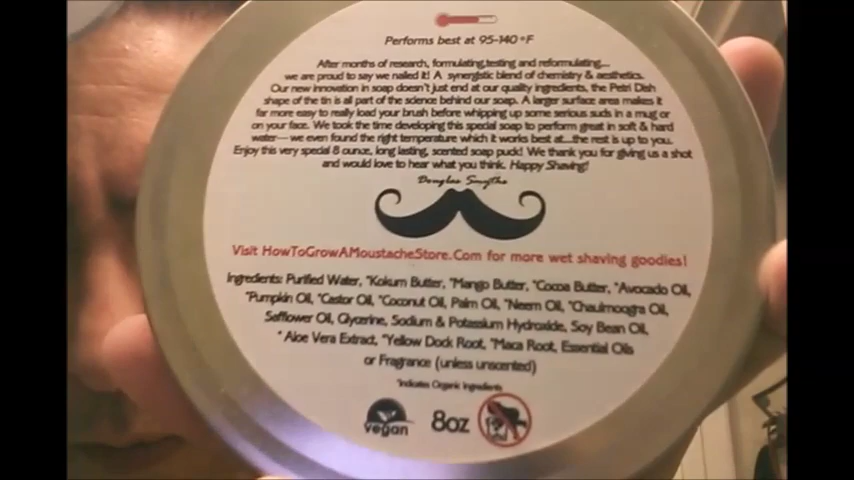 Performs best at 95-140 °F
After months of research, formulating,testing and reformulating...
we are proud to say we nailed it! A synergistic blend of chemistry & aesthetics.
Our new innovation in soap doesn't just end at our quality ingredients, the Petri Dish
shape of the tin is all part of the science behind our soap. A larger surface area makes it
far more easy to really load your brush before whipping up some serious suds in a mug or
on your face. We took the time developing this special soap to perform great in soft & hard
water— we even found the right temperature which it works best at...the rest is up to you.
Enjoy this very special 8 ounce, long lasting, scented soap puck! We thank you for giving us a shot
and would love to hear what you think. Happy Shaving!
Douglas Smythe
Visit HowToGrowAMoustacheStore.Com for more wet shaving goodies!
Ingredients: Purified Water, *Kokum Butter, *Mango Butter, *Cocoa Butter, *Avocado Oil,
*Pumpkin Oil, *Castor Oil, *Coconut Oil, Palm Oil, *Neem Oil, *Chaulmoogra Oil,
Safflower Oil, Glycerine, Sodium & Potassium Hydroxide, Soy Bean Oil,
* Aloe Vera Extract, *Yellow Dock Root, *Maca Root, Essential Oils
or Fragrance (unless unscented)
*Indicates Organic Ingredients
vegan 8oz